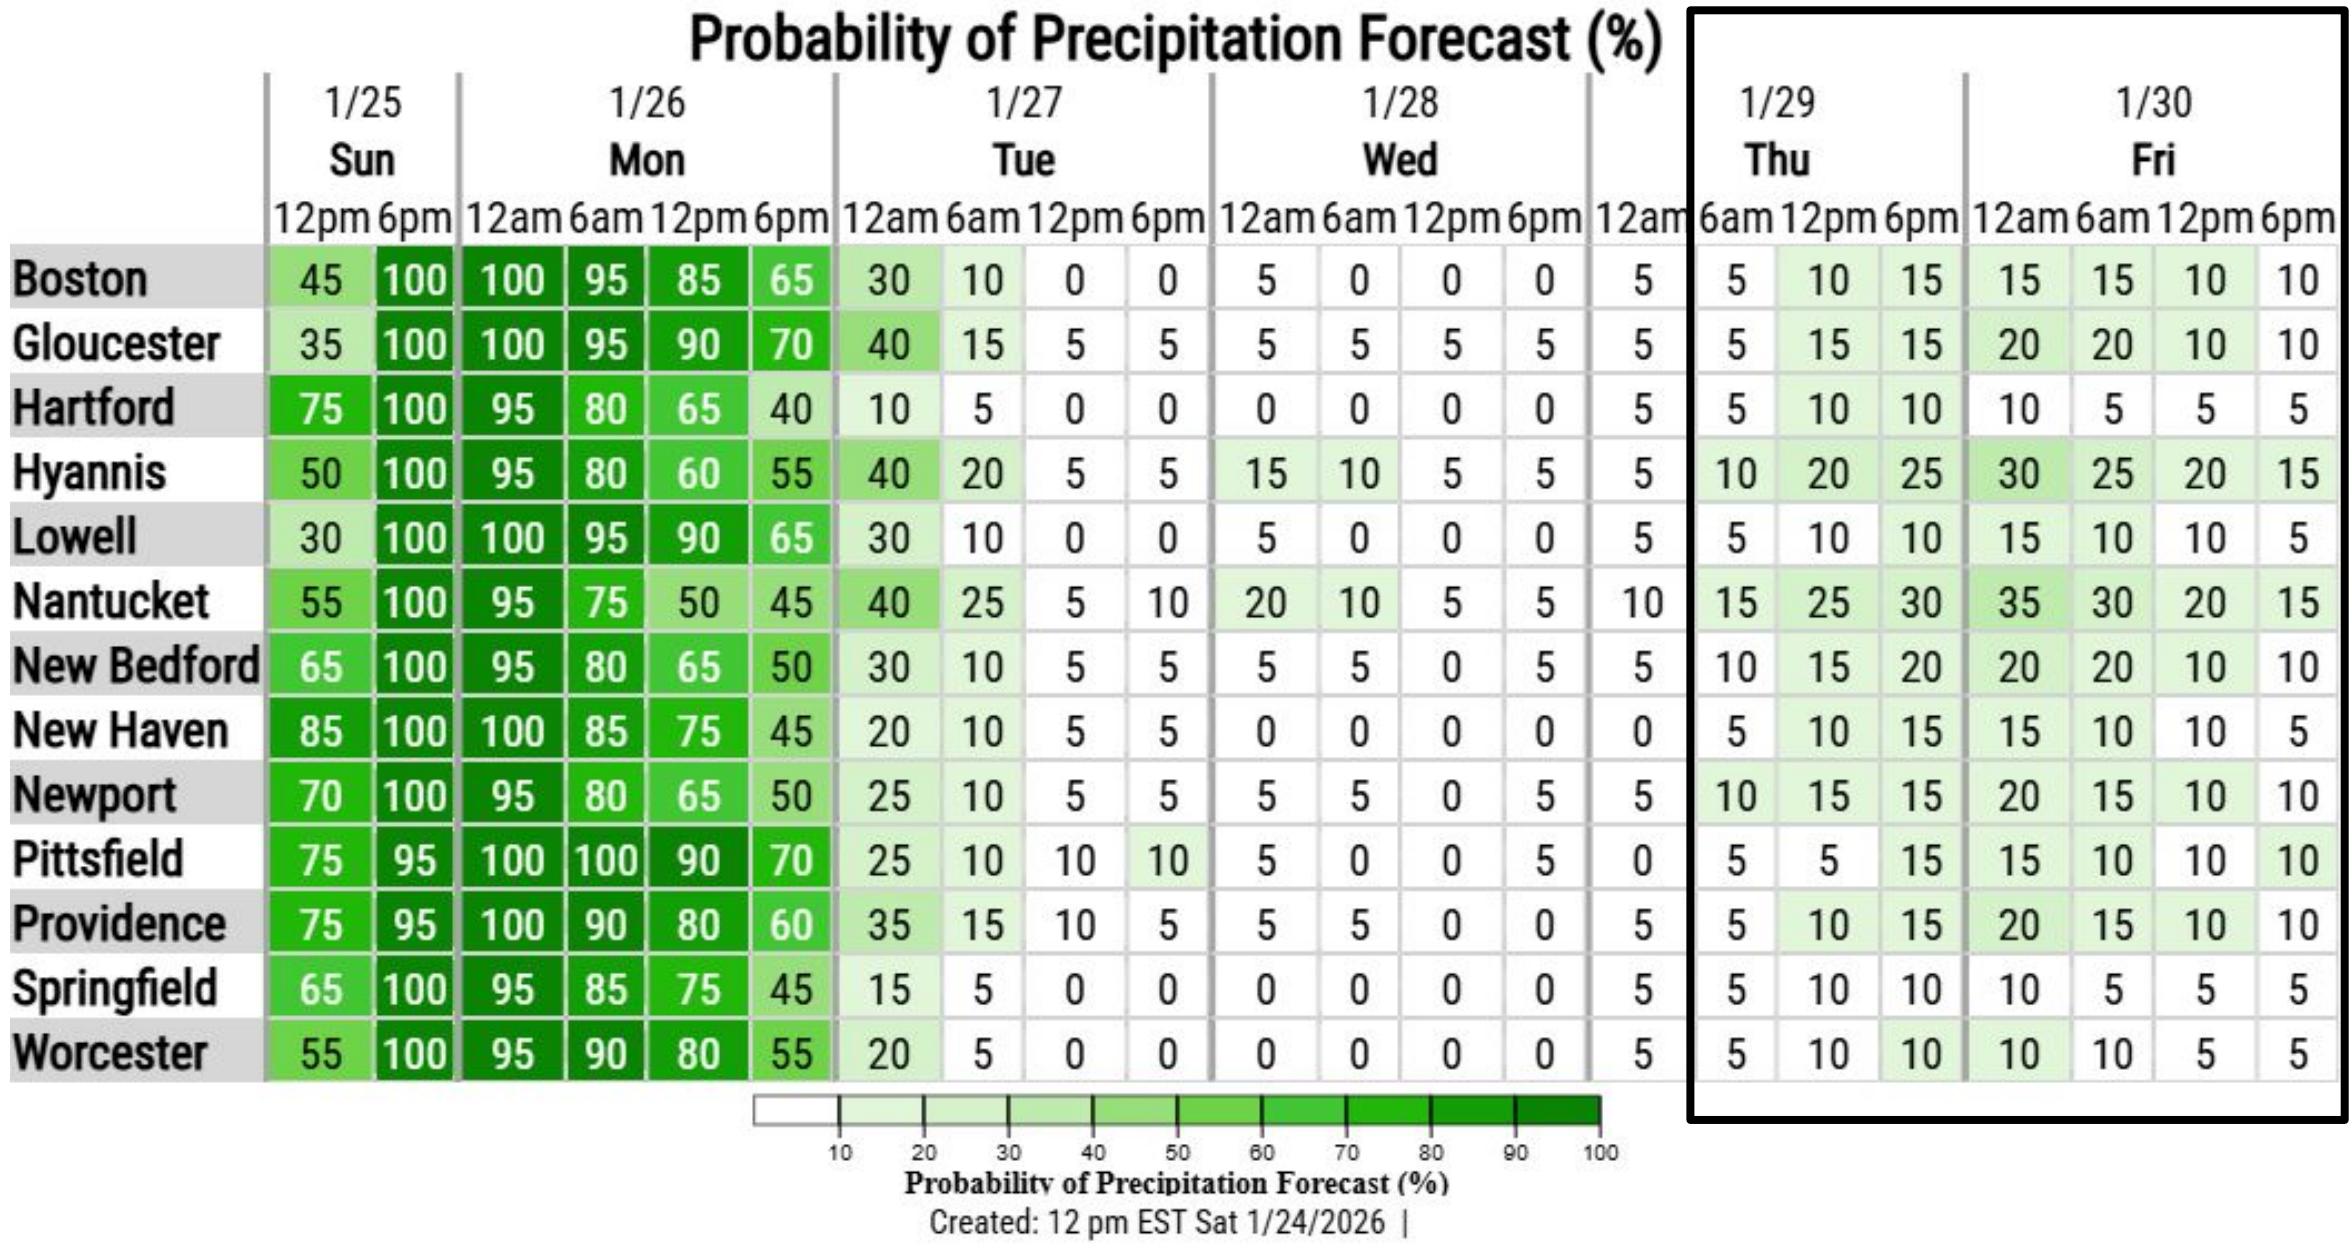 Probability of Precipitation Forecast (%)
1/25 1/26 1/27 1/28 1/29 1/30
Sun Mon Tue Wed Thu Fri
12pm 6pm 12am 6am 12pm 6pm 12am 6am 12pm 6pm 12am 6am 12pm 6pm 12am 6am 12pm 6pm 12am 6am 12pm 6pm
Boston 45 100 100 95 85 65 30 10 0 0 5 0 0 0 5 5 10 15 15 15 10 10
Gloucester 35 100 100 95 90 70 40 15 5 5 5 5 5 5 5 5 15 15 20 20 10 10
Hartford 75 100 95 80 65 40 10 5 0 0 0 0 0 0 5 5 10 10 10 5 5 5
Hyannis 50 100 95 80 60 55 40 20 5 5 15 10 5 5 5 10 20 25 30 25 20 15
Lowell 30 100 100 95 90 65 30 10 0 0 5 0 0 0 5 5 10 10 15 10 10 5
Nantucket 55 100 95 75 50 45 40 25 5 10 20 10 5 5 10 15 25 30 35 30 20 15
New Bedford 65 100 95 80 65 50 30 10 5 5 5 5 0 5 5 10 15 20 20 20 10 10
New Haven 85 100 100 85 75 45 20 10 5 5 0 0 0 0 0 5 10 15 15 10 10 5
Newport 70 100 95 80 65 50 25 10 5 5 5 5 0 5 5 10 15 15 20 15 10 10
Pittsfield 75 95 100 100 90 70 25 10 10 10 5 0 0 5 0 5 5 15 15 10 10 10
Providence 75 95 100 90 80 60 35 15 10 5 5 5 0 0 5 5 10 15 20 15 10 10
Springfield 65 100 95 85 75 45 15 5 0 0 0 0 0 0 5 5 10 10 10 5 5 5
Worcester 55 100 95 90 80 55 20 5 0 0 0 0 0 0 5 5 10 10 10 10 5 5
10 20 30 40 50 60 70 80 90 100
Probability of Precipitation Forecast (%)
Created: 12 pm EST Sat 1/24/2026 |